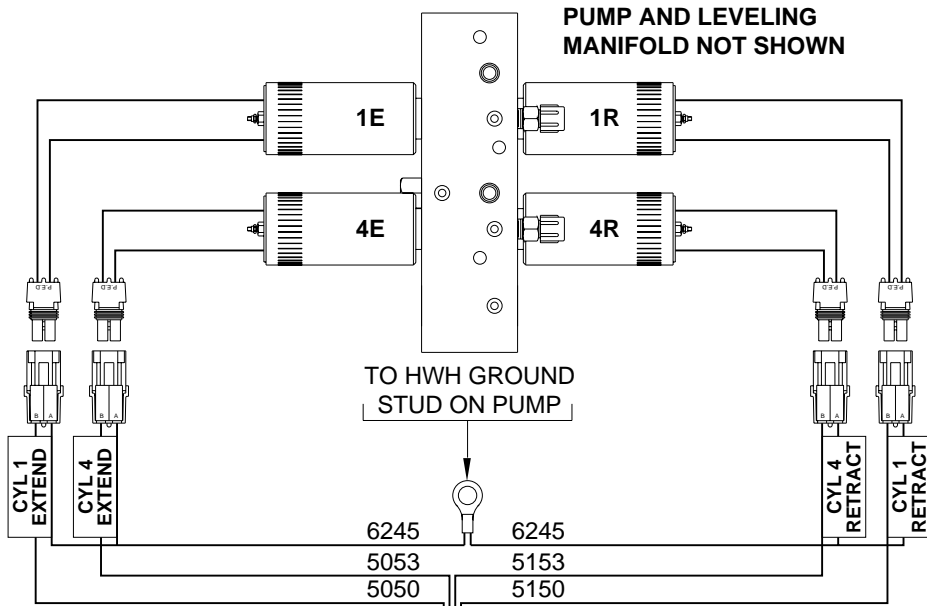 PUMP AND LEVELING
MANIFOLD NOT SHOWN
1E
1R
4E
4R
P.E.D
P.E.D
P.E.D
P.E.D
TO HWH GROUND
STUD ON PUMP
B A
B A
B A
B A
CYL 1
EXTEND
CYL 4
EXTEND
CYL 4
RETRACT
CYL 1
RETRACT
6245
6245
5053
5153
5050
5150